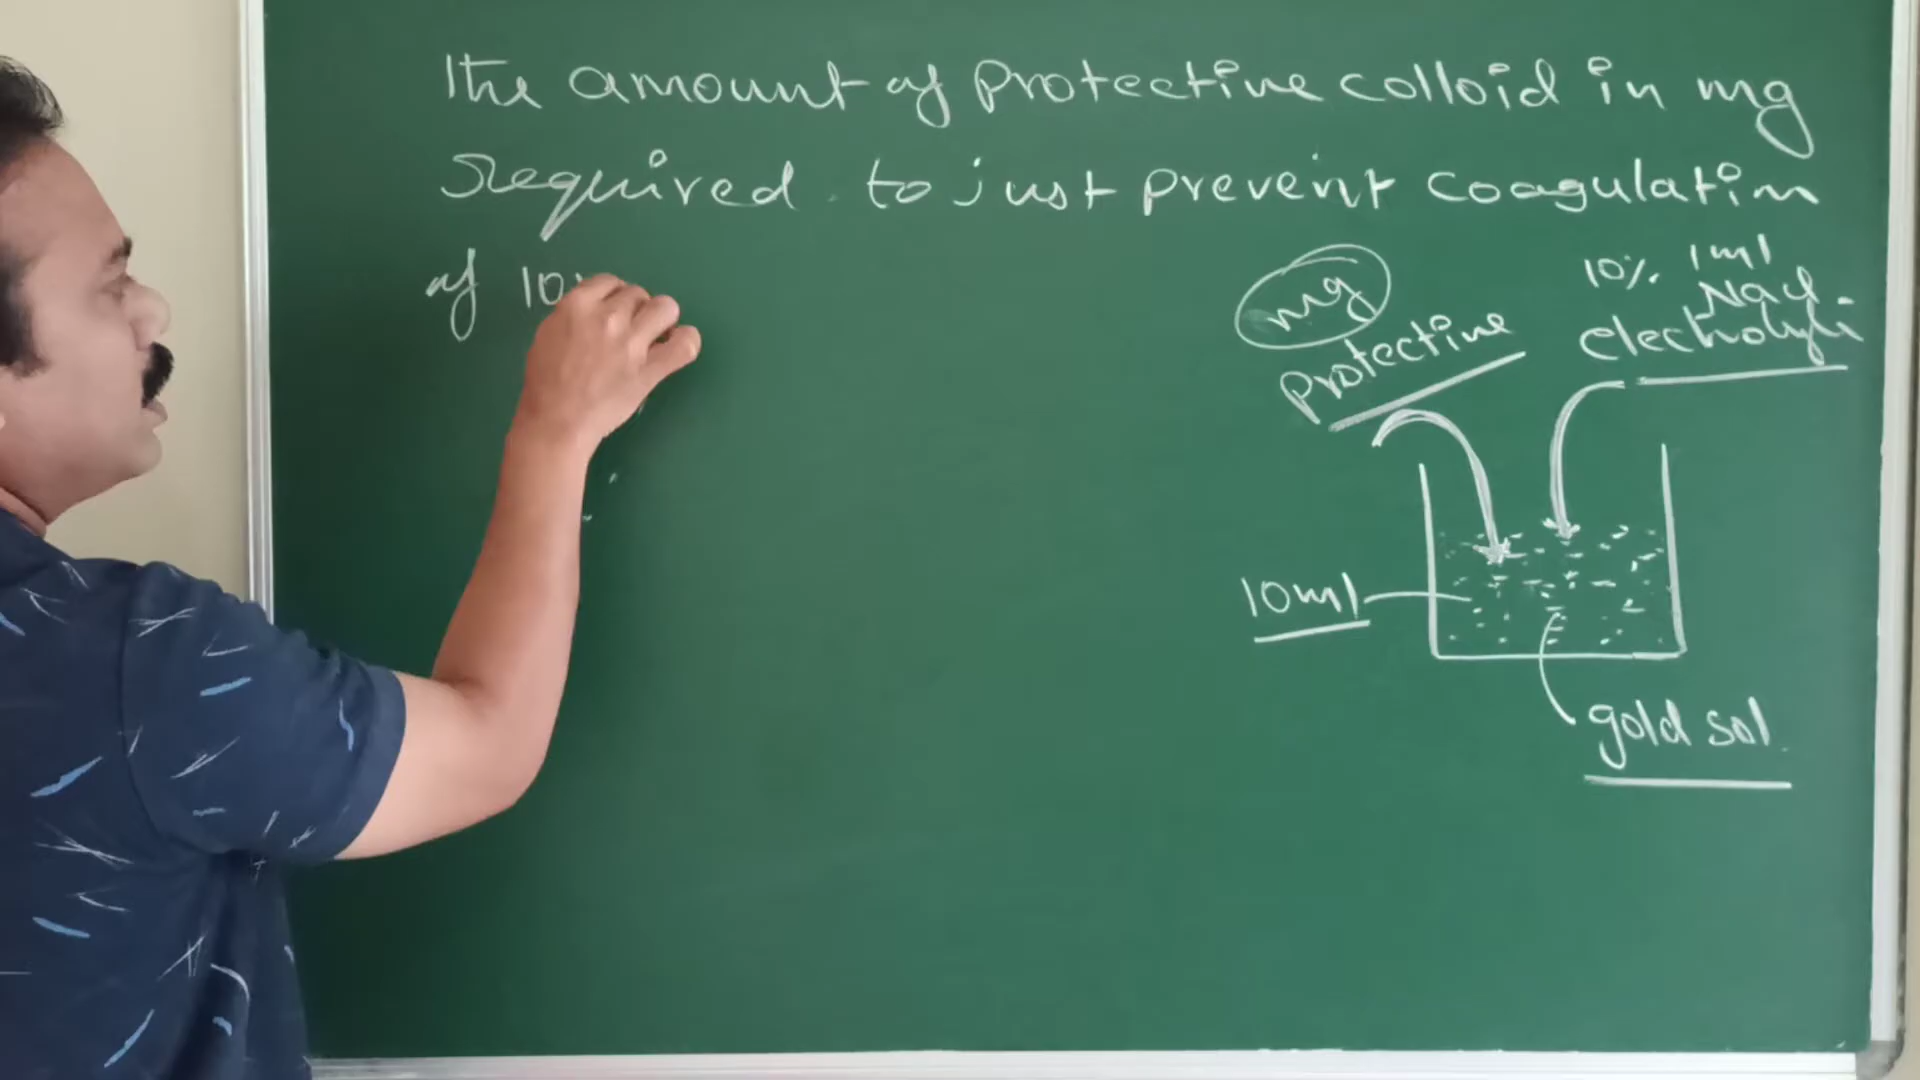 The amount of protective colloid in mg
required. to just prevent coagulation
of 10
mg
protective
10% 1ml
NaCl.
electrolyte
10ml
gold sol.